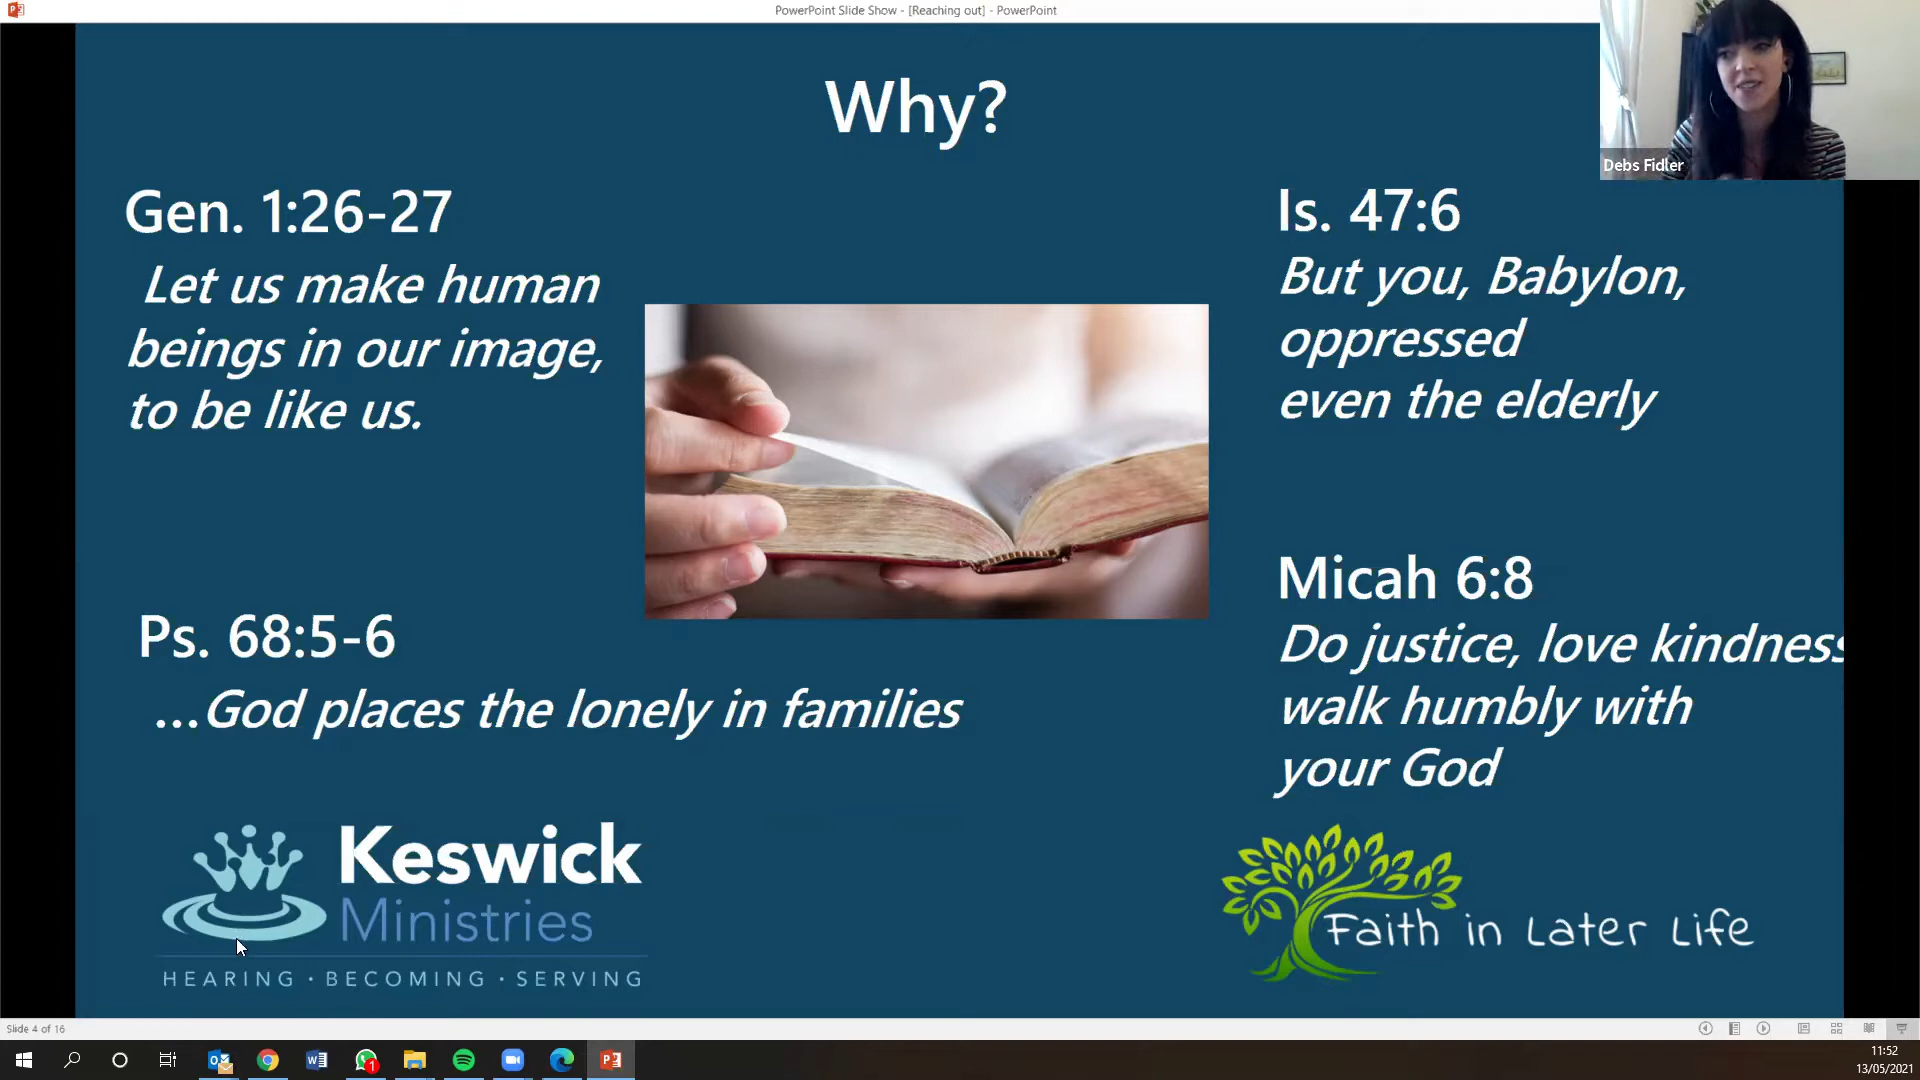 PowerPoint Slide Show - [Reaching out] - PowerPoint
Debs Fidler
Why?
Gen. 1:26-27
Let us make human
beings in our image,
to be like us.
Ps. 68:5-6
...God places the lonely in families
Is. 47:6
But you, Babylon,
oppressed
even the elderly
Micah 6:8
Do justice, love kindness
walk humbly with
your God
Keswick
Ministries
HEARING · BECOMING · SERVING
Faith in Later Life
Slide 4 of 16
1
11:52
13/05/2021